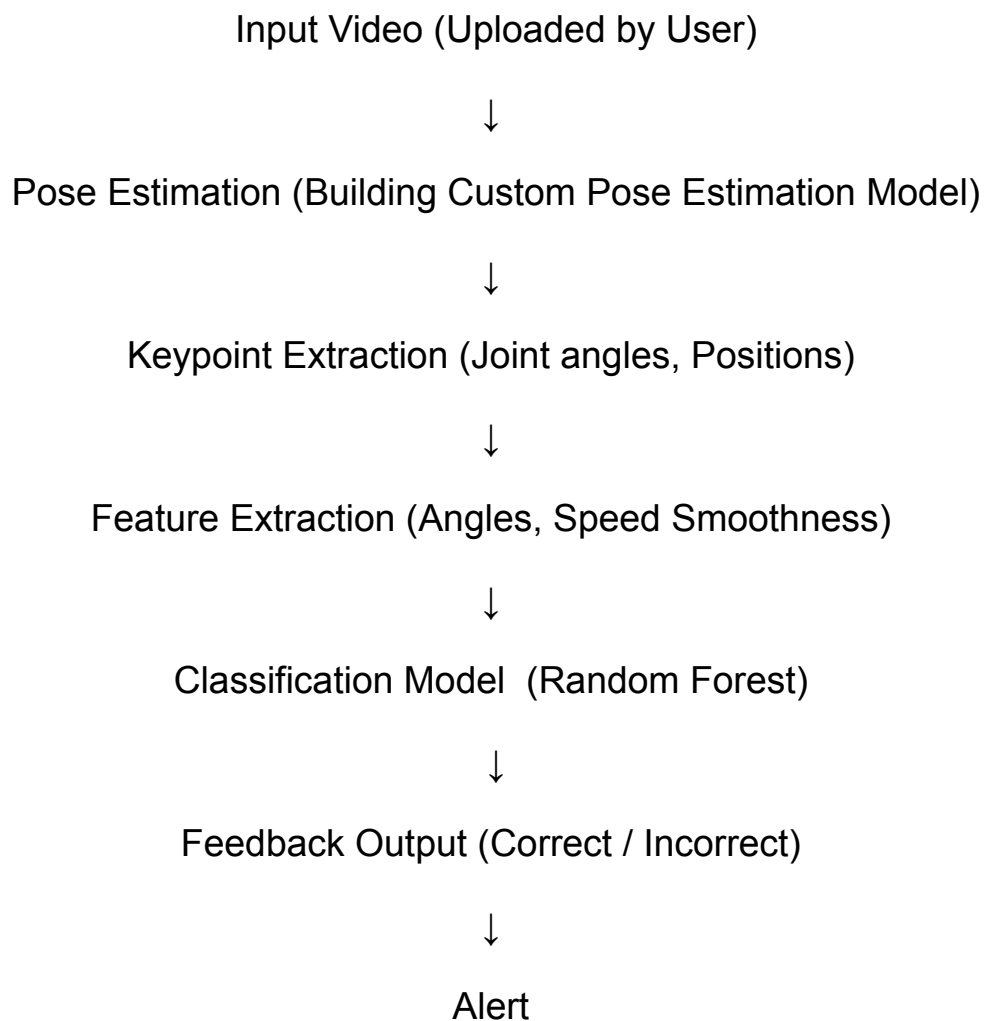 Input Video (Uploaded by User)
↓
Pose Estimation (Building Custom Pose Estimation Model)
↓
Keypoint Extraction (Joint angles, Positions)
↓
Feature Extraction (Angles, Speed Smoothness)
↓
Classification Model  (Random Forest)
↓
Feedback Output (Correct / Incorrect)
↓
Alert